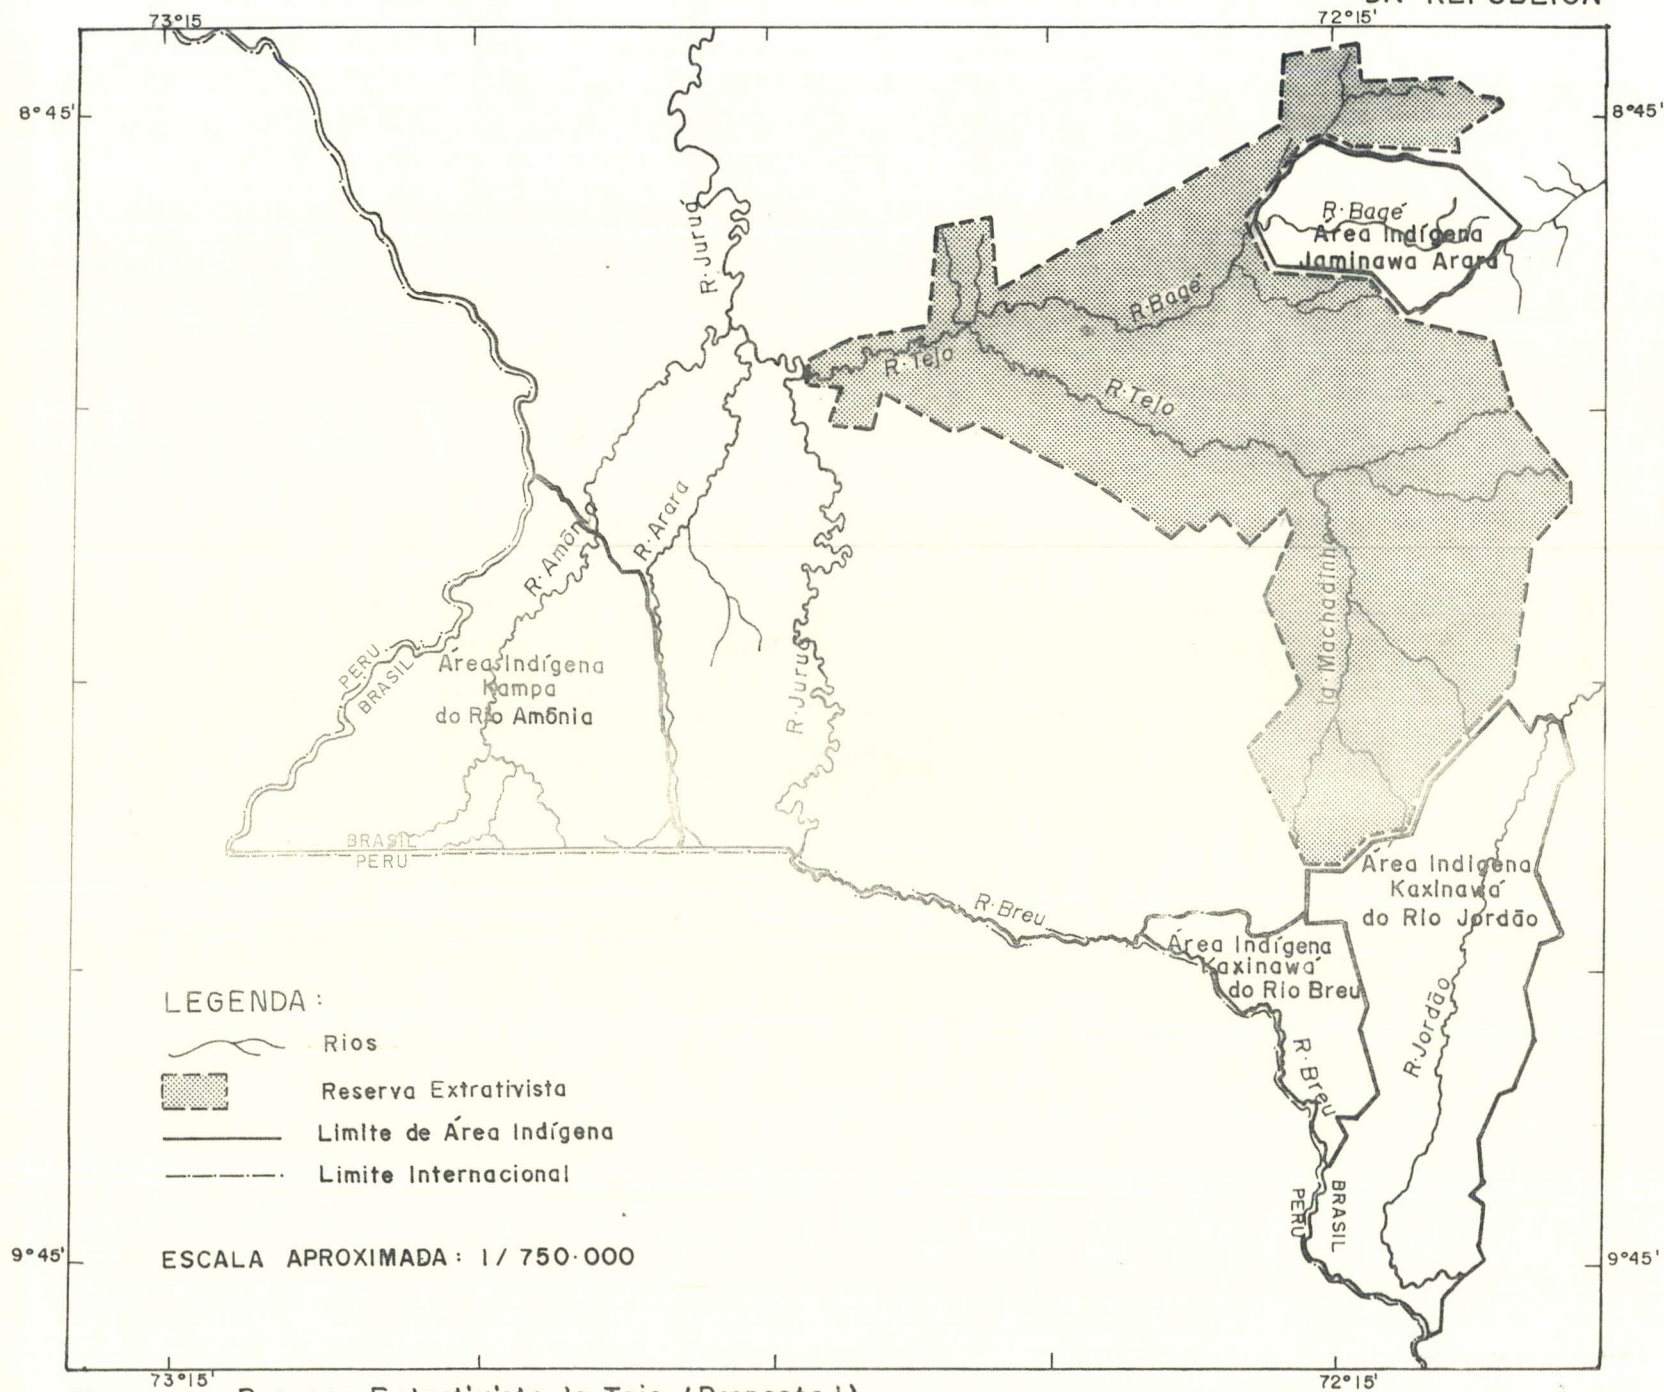 73°15
72°15'
8°45'
8°45'
R·Juruá
R·Bagé
Área Indígena
Jaminawa Arara
R·Bagé
R·Tejo
R·Tejo
R·Amônia
R·Arara
Ig·Machadinho
PERU
BRASIL
Área Indígena
Kampa
do Rio Amônia
R·Juruá
BRASIL
PERU
R·Breu
Área Indigena
Kaxinawá
do Rio Jordão
Área Indígena
Kaxinawá
do Rio Breu
R·Jordão
R·Breu
PERU
BRASIL
LEGENDA:
Rios
Reserva Extrativista
Limite de Área Indígena
Limite Internacional
ESCALA APROXIMADA: 1/ 750·000
9°45'
9°45'
73°15'
72°15'